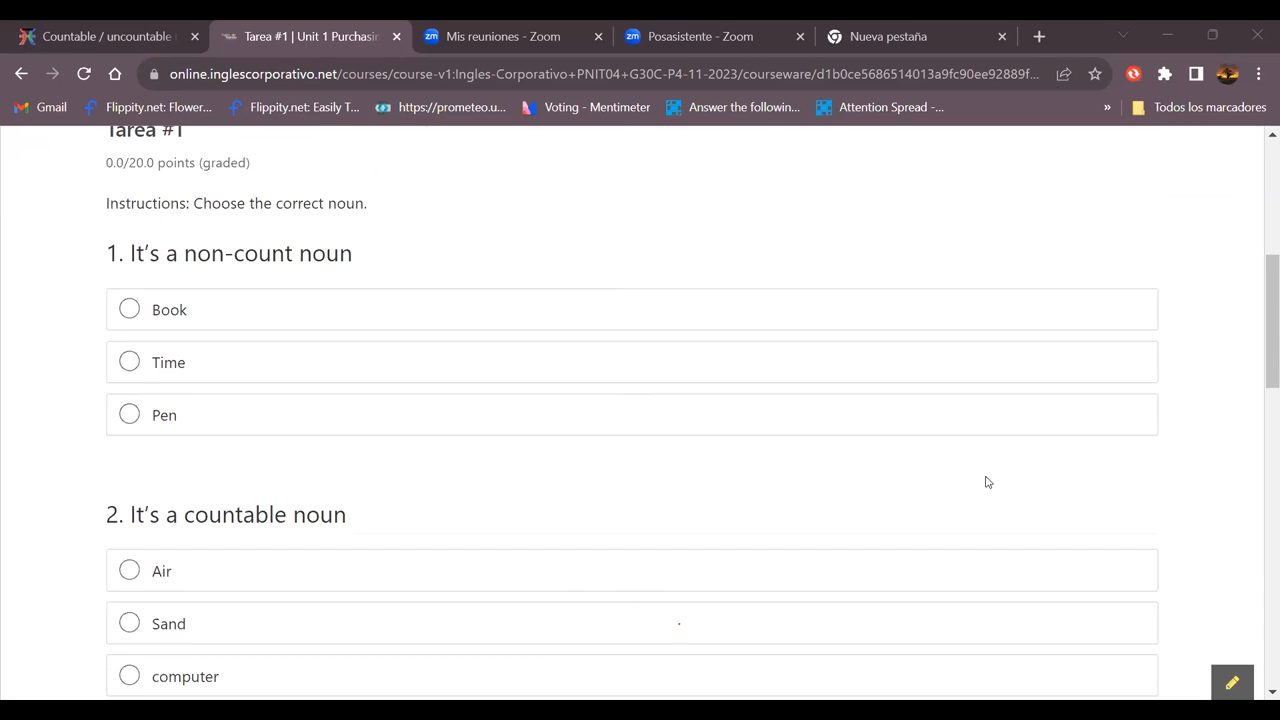 Countable / uncountable
Tarea #1 | Unit 1 Purchasin
zm Mis reuniones - Zoom
zm Posasistente - Zoom
Nueva pestaña
online.inglescorporativo.net/courses/course-v1:Ingles-Corporativo+PNIT04+G30C-P4-11-2023/courseware/d1b0ce5686514013a9fc90ee92889f...
Gmail
Flippity.net: Flower...
Flippity.net: Easily T...
https://prometeo.u...
Voting - Mentimeter
Answer the followin...
Attention Spread -...
»
Todos los marcadores
Tarea #1
0.0/20.0 points (graded)
Instructions: Choose the correct noun.
1. It’s a non-count noun
Book
Time
Pen
2. It’s a countable noun
Air
Sand
computer